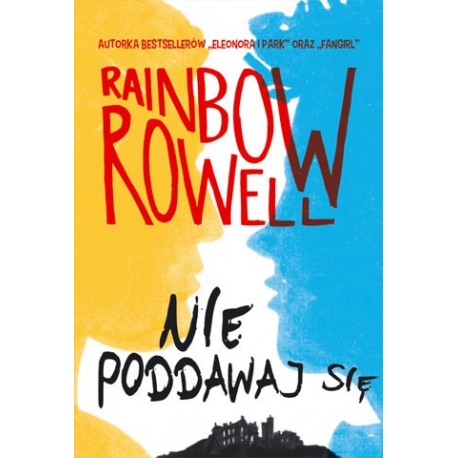 AUTORKA BESTSELLERÓW „ELEONORA I PARK” ORAZ „FANGIRL”
RAINBOW
ROWELL
NIE
PODDAWAJ SIĘ